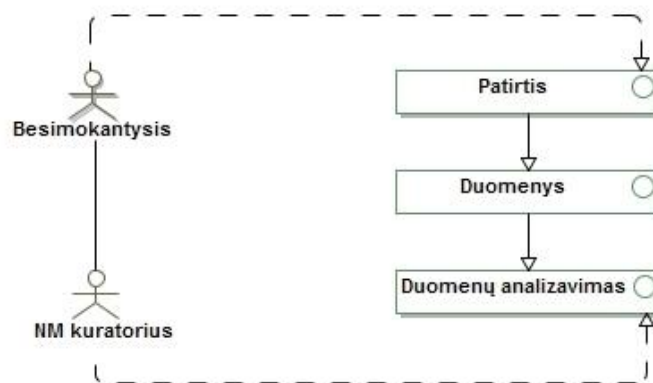 Patirtis
Besimokantysis
Duomenys
Duomenų analizavimas
NM kuratorius